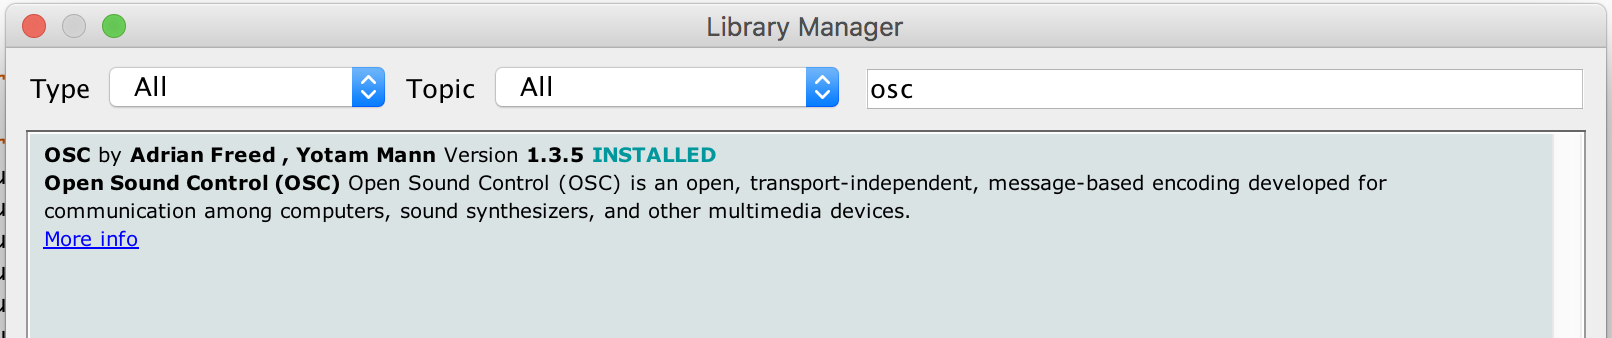 Library Manager
Type All Topic All osc
OSC by Adrian Freed , Yotam Mann Version 1.3.5 INSTALLED
Open Sound Control (OSC) Open Sound Control (OSC) is an open, transport-independent, message-based encoding developed for
communication among computers, sound synthesizers, and other multimedia devices.
More info